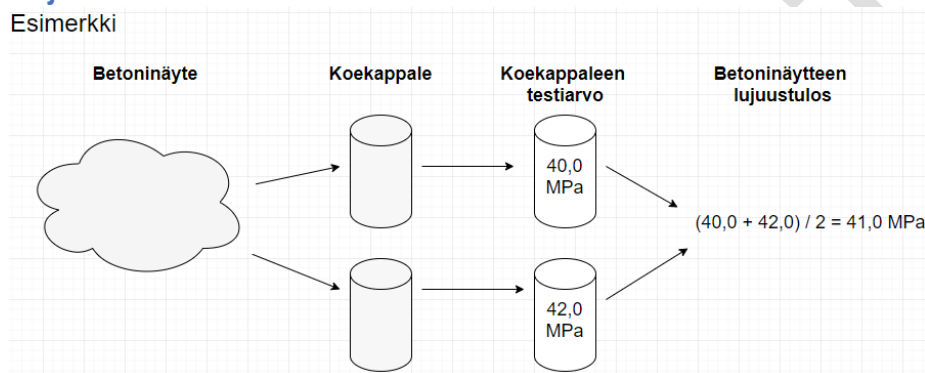 Esimerkki
Betoninäyte
Koekappale
Koekappaleen
testiarvo
Betoninäytteen
lujuustulos
40,0
MPa
(40,0 + 42,0) / 2 = 41,0 MPa
42,0
MPa